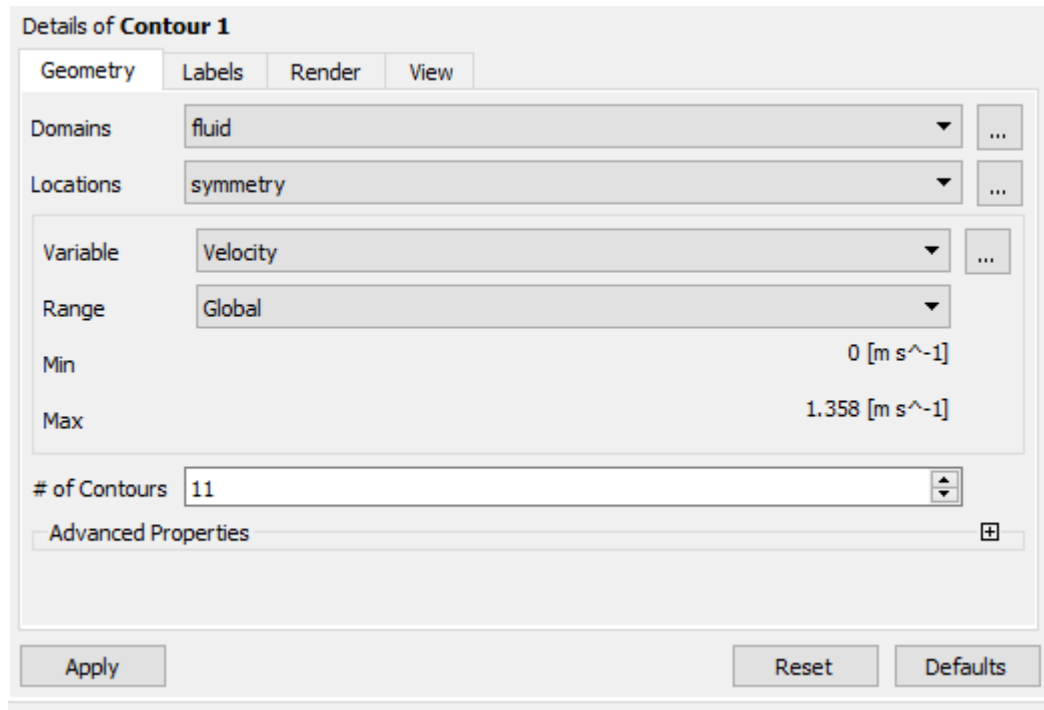 Details of Contour 1
Geometry Labels Render View
Domains fluid ...
Locations symmetry ...
Variable Velocity ...
Range Global
Min 0 [m s^-1]
Max 1.358 [m s^-1]
# of Contours 11
Advanced Properties
Apply Reset Defaults